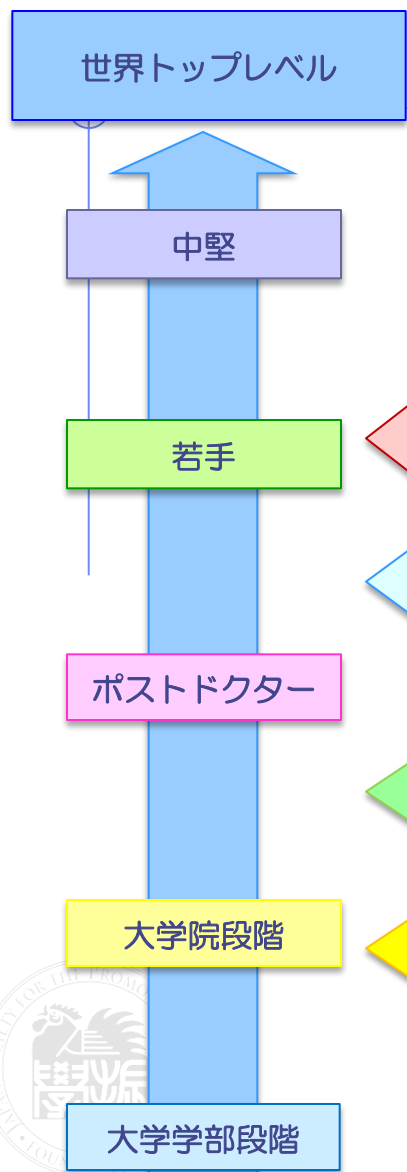 世界トップレベル
中堅
若手
ポストドクター
大学院段階
大学学部段階